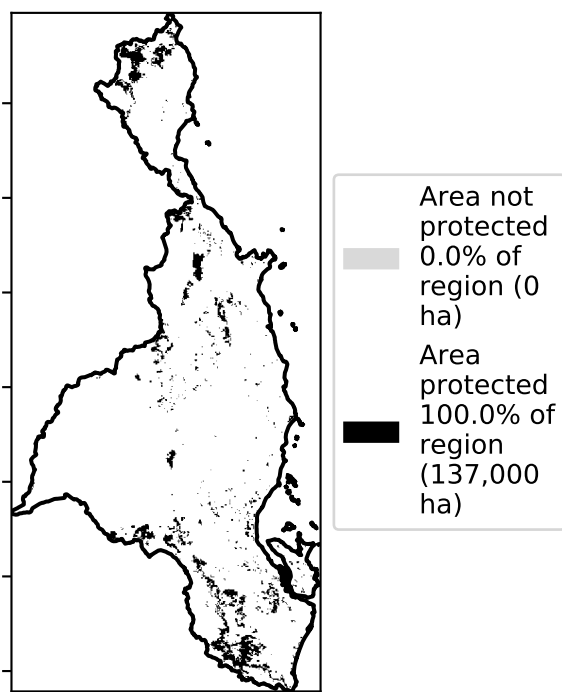 Area not
protected
0.0% of
region (0
ha)
Area
protected
100.0% of
region
(137,000
ha)